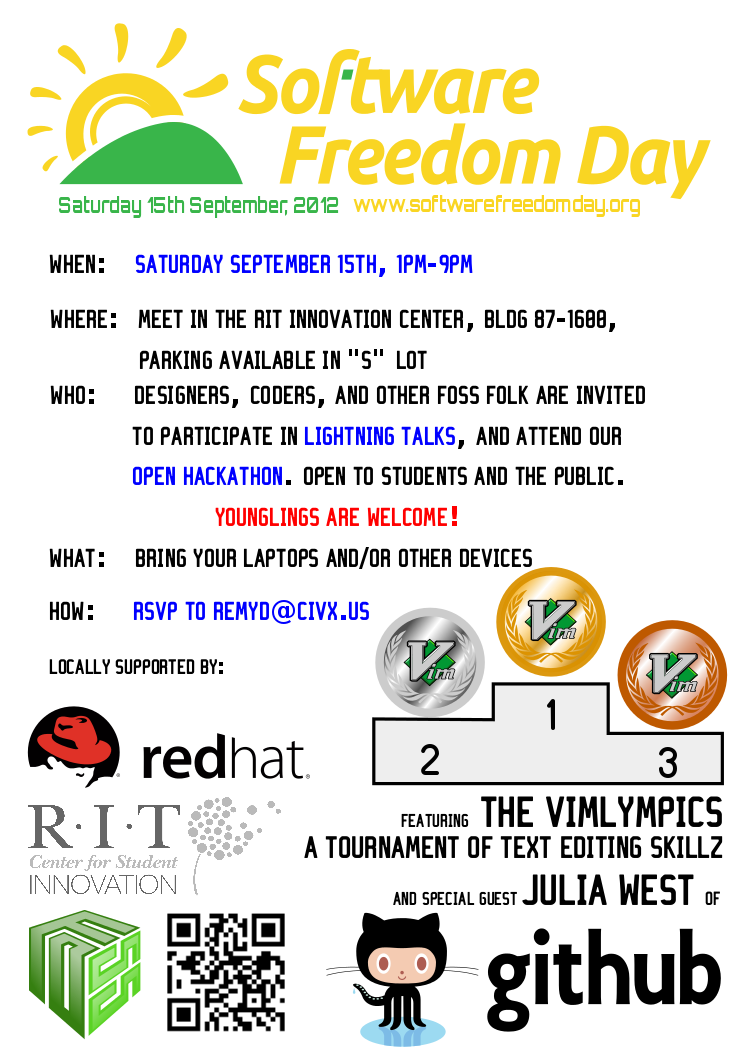 Software
Freedom Day
Saturday 15th September, 2012 www.softwarefreedomday.org
WHEN: SATURDAY SEPTEMBER 15TH, 1PM-9PM
WHERE: MEET IN THE RIT INNOVATION CENTER, BLDG 87-1600,
PARKING AVAILABLE IN "S" LOT
WHO: DESIGNERS, CODERS, AND OTHER FOSS FOLK ARE INVITED
TO PARTICIPATE IN LIGHTNING TALKS, AND ATTEND OUR
OPEN HACKATHON. OPEN TO STUDENTS AND THE PUBLIC.
YOUNGLINGS ARE WELCOME!
WHAT: BRING YOUR LAPTOPS AND/OR OTHER DEVICES
HOW: RSVP TO REMYD@CIVX.US
LOCALLY SUPPORTED BY:
Vim
Vim
Vim
1
2
3
redhat.
R·I·T
Center for Student
INNOVATION
FEATURING THE VIMLYMPICS
A TOURNAMENT OF TEXT EDITING SKILLZ
AND SPECIAL GUEST JULIA WEST OF
github